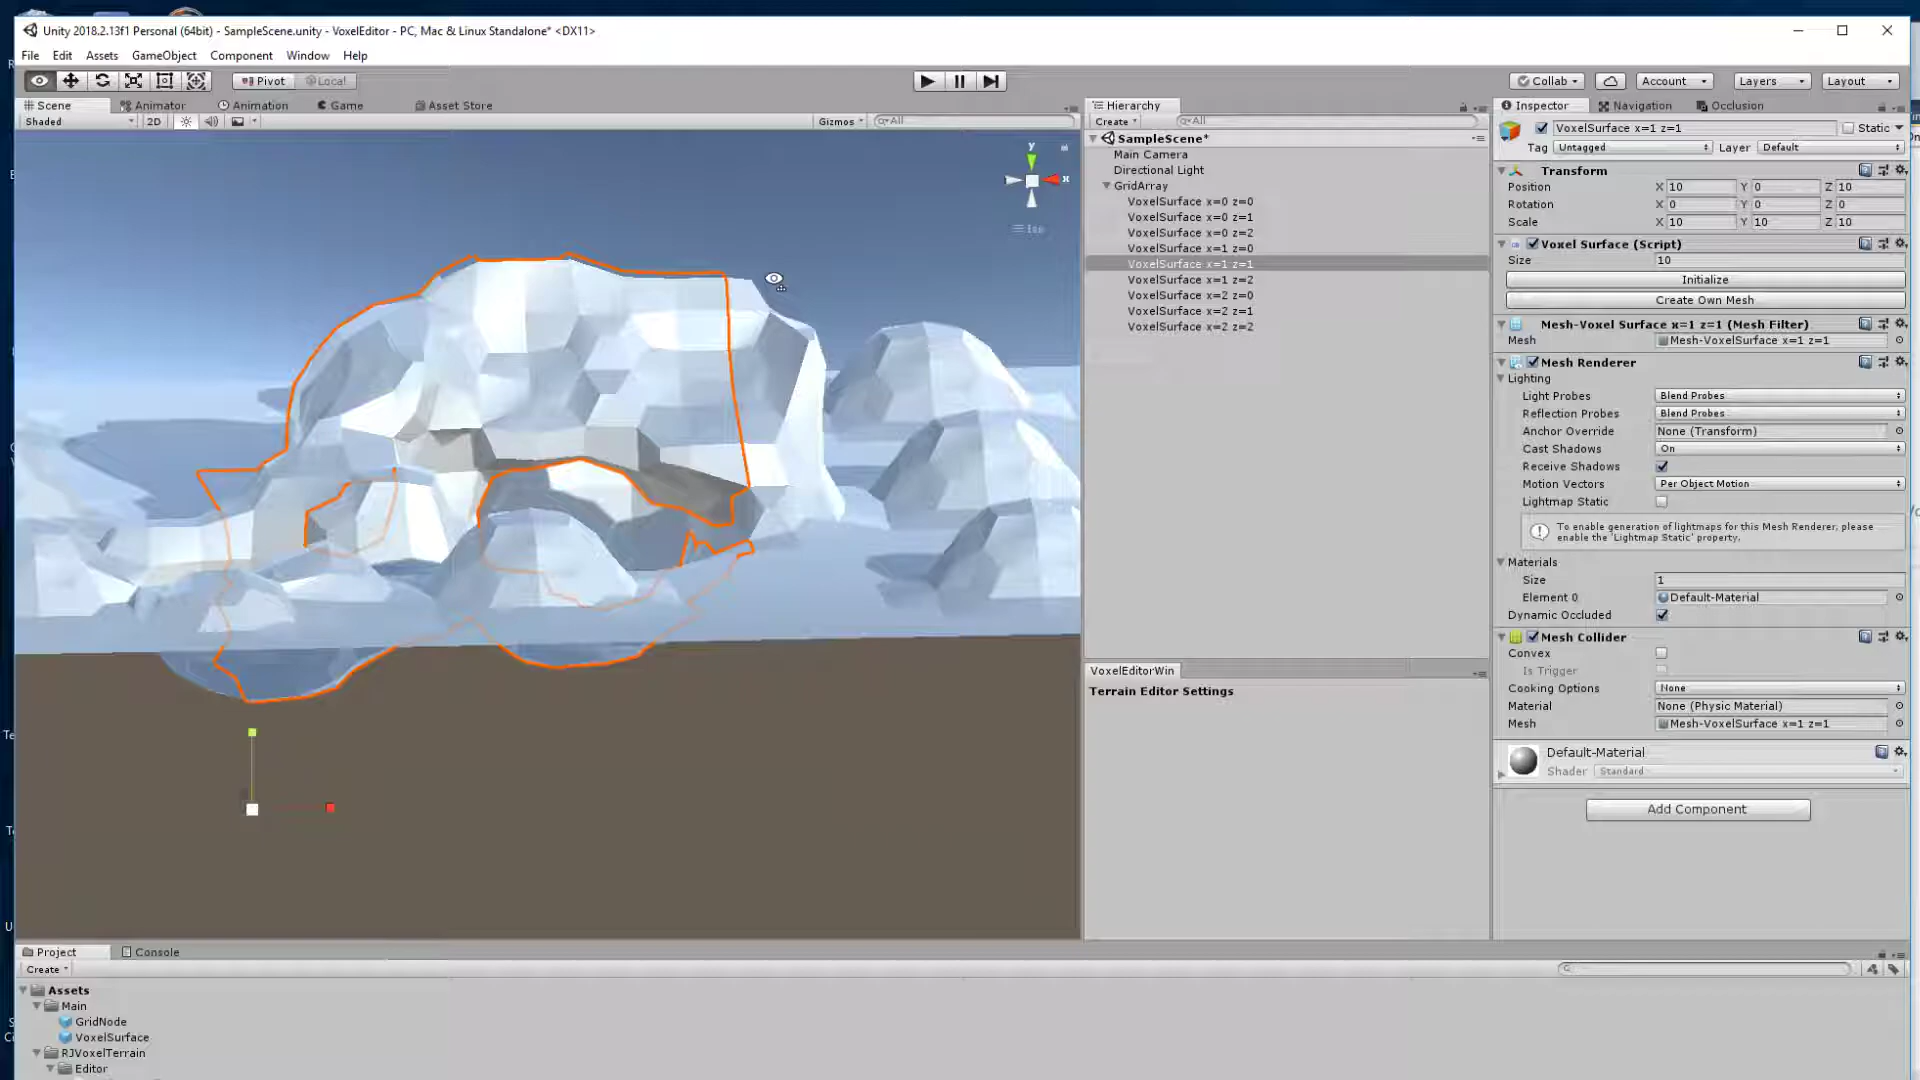 Unity 2018.2.13f1 Personal (64bit) - SampleScene.unity - VoxelEditor - PC, Mac & Linux Standalone* <DX11>
File Edit Assets GameObject Component Window Help
Pivot Local Collab Account Layers Layout
Scene Animator Animation Game Asset Store
Shaded 2D Gizmos All
y
x
Iso
Hierarchy
Create All
SampleScene*
Main Camera
Directional Light
GridArray
VoxelSurface x=0 z=0
VoxelSurface x=0 z=1
VoxelSurface x=0 z=2
VoxelSurface x=1 z=0
VoxelSurface x=1 z=1
VoxelSurface x=1 z=2
VoxelSurface x=2 z=0
VoxelSurface x=2 z=1
VoxelSurface x=2 z=2
VoxelEditorWin
Terrain Editor Settings
Inspector Navigation Occlusion
VoxelSurface x=1 z=1 Static
Tag Untagged Layer Default
Transform
Position X 10 Y 0 Z 10
Rotation X 0 Y 0 Z 0
Scale X 10 Y 10 Z 10
Voxel Surface (Script)
Size 10
Initialize
Create Own Mesh
Mesh-Voxel Surface x=1 z=1 (Mesh Filter)
Mesh Mesh-VoxelSurface x=1 z=1
Mesh Renderer
Lighting
Light Probes Blend Probes
Reflection Probes Blend Probes
Anchor Override None (Transform)
Cast Shadows On
Receive Shadows
Motion Vectors Per Object Motion
Lightmap Static
To enable generation of lightmaps for this Mesh Renderer, please
enable the 'Lightmap Static' property.
Materials
Size 1
Element 0 Default-Material
Dynamic Occluded
Mesh Collider
Convex
Is Trigger
Cooking Options None
Material None (Physic Material)
Mesh Mesh-VoxelSurface x=1 z=1
Default-Material
Shader Standard
Add Component
Project Console
Create
Assets
Main
GridNode
VoxelSurface
RJVoxelTerrain
Editor